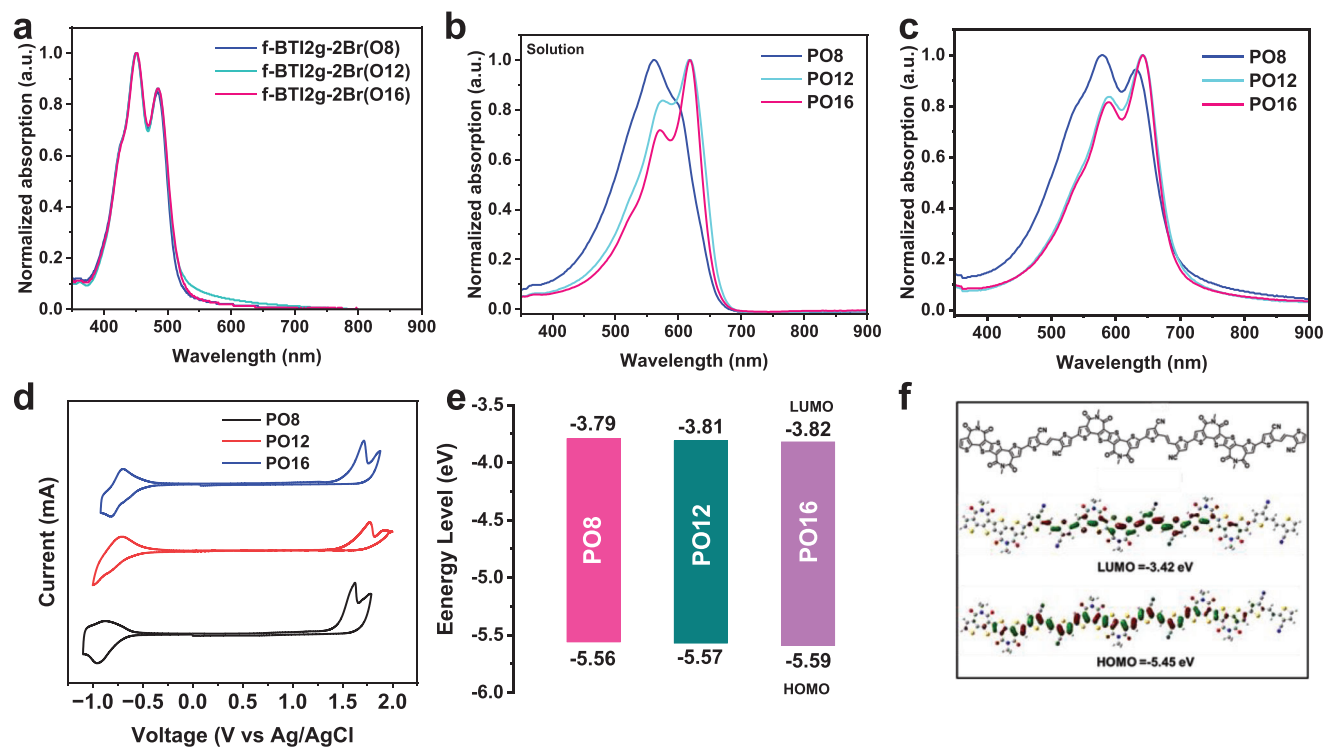 a
f-BTI2g-2Br(O8)
f-BTI2g-2Br(O12)
f-BTI2g-2Br(O16)
Normalized absorption (a.u.)
1.0
0.8
0.6
0.4
0.2
0.0
400 500 600 700 800 900
Wavelength (nm)
b
Solution
PO8
PO12
PO16
Normalized absorption (a.u.)
1.0
0.8
0.6
0.4
0.2
0.0
400 500 600 700 800 900
Wavelength (nm)
c
PO8
PO12
PO16
Normalized absorption (a.u.)
1.0
0.8
0.6
0.4
0.2
0.0
400 500 600 700 800 900
Wavelength (nm)
d
PO8
PO12
PO16
Current (mA)
−1.0 −0.5 0.0 0.5 1.0 1.5 2.0
Voltage (V vs Ag/AgCl
e
Eenergy Level (eV)
-3.5
-4.0
-4.5
-5.0
-5.5
-6.0
LUMO
-3.79 -3.81 -3.82
PO8 PO12 PO16
-5.56 -5.57 -5.59
HOMO
f
LUMO =-3.42 eV
HOMO=-5.45 eV